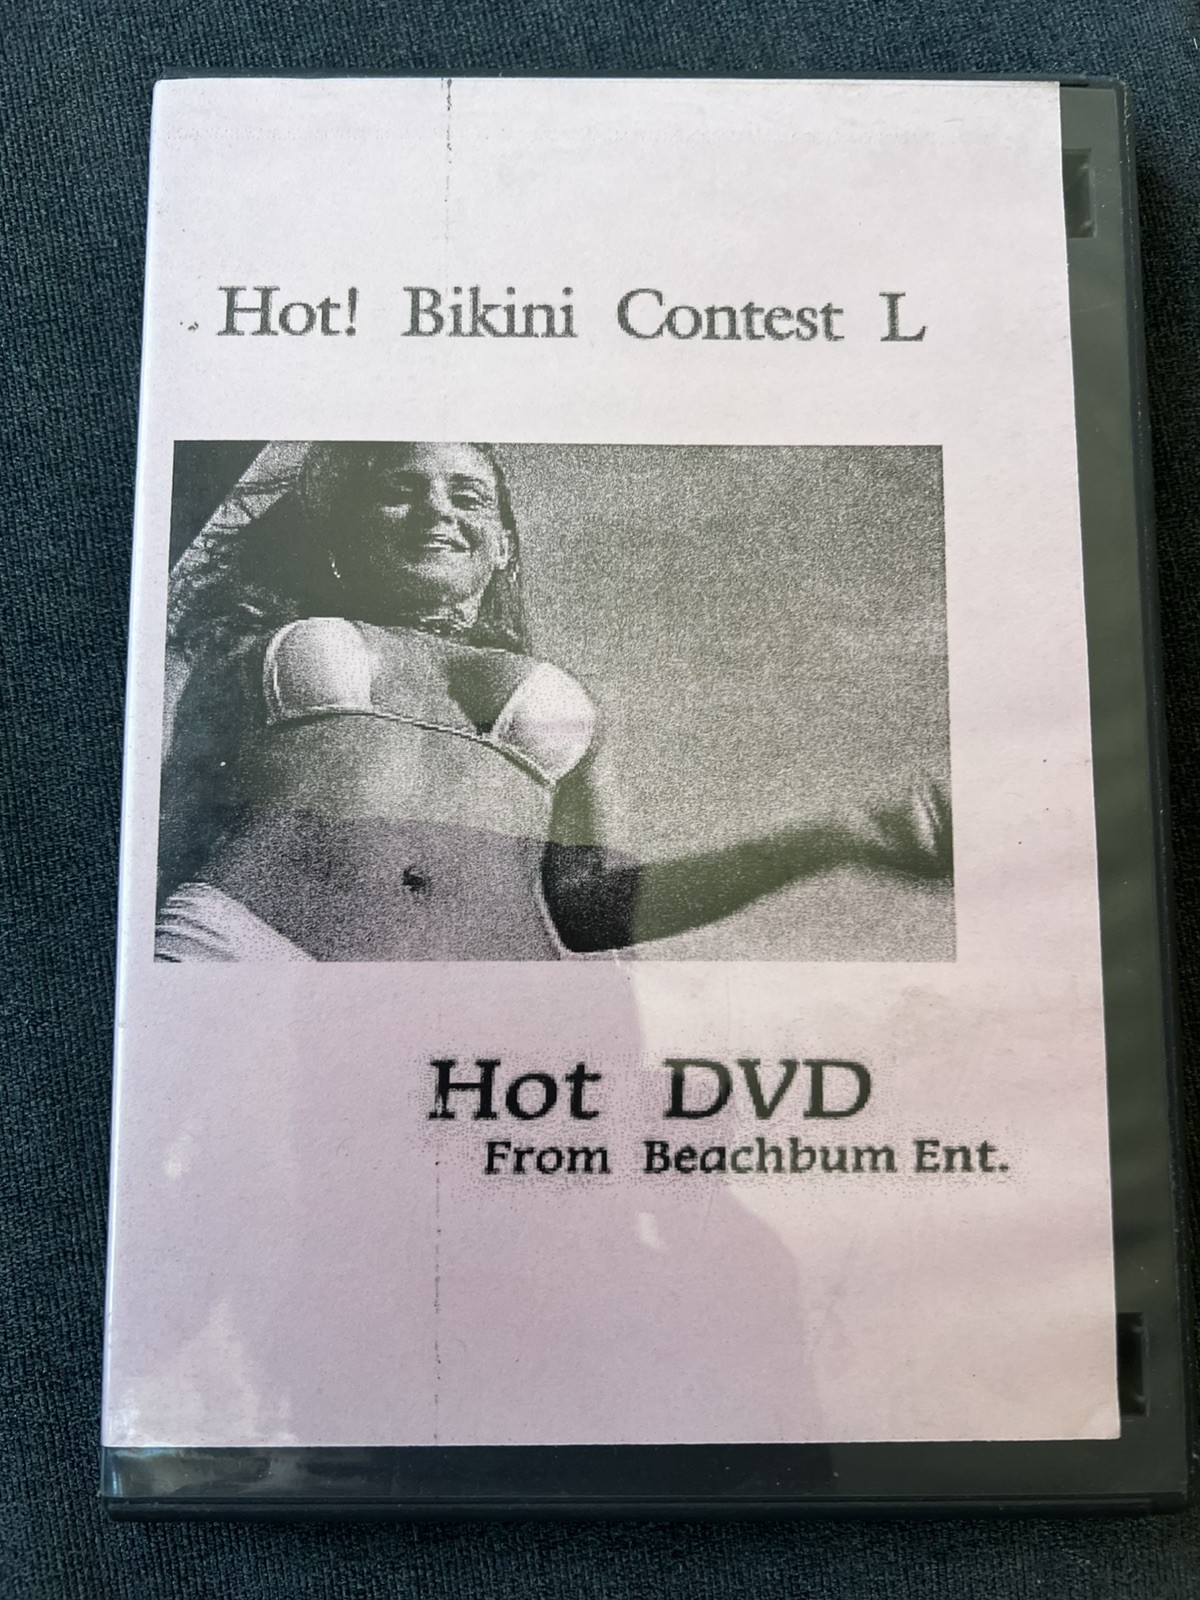 Hot! Bikini Contest L
Hot DVD
From Beachbum Ent.